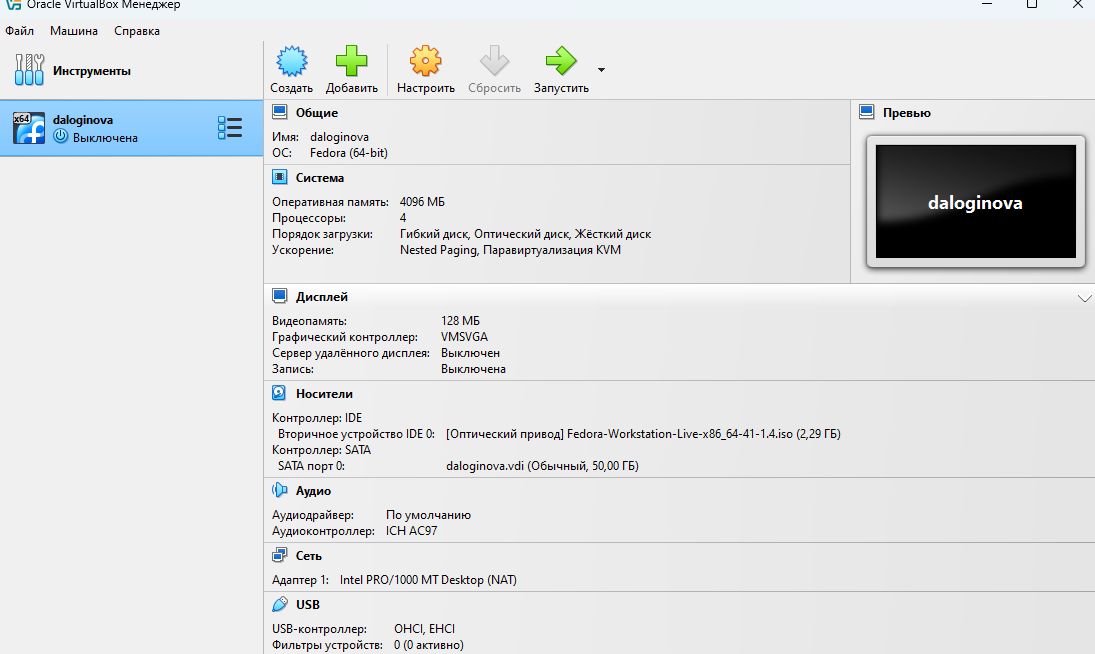 Oracle VirtualBox Менеджер
Файл Машина Справка
Инструменты
Создать Добавить Настроить Сбросить Запустить
x64
daloginova
Выключена
Общие
Имя: daloginova
ОС: Fedora (64-bit)
Система
Оперативная память: 4096 МБ
Процессоры: 4
Порядок загрузки: Гибкий диск, Оптический диск, Жёсткий диск
Ускорение: Nested Paging, Паравиртуализация KVM
Превью
daloginova
Дисплей
Видеопамять: 128 МБ
Графический контроллер: VMSVGA
Сервер удалённого дисплея: Выключен
Запись: Выключена
Носители
Контроллер: IDE
Вторичное устройство IDE 0: [Оптический привод] Fedora-Workstation-Live-x86_64-41-1.4.iso (2,29 ГБ)
Контроллер: SATA
SATA порт 0: daloginova.vdi (Обычный, 50,00 ГБ)
Аудио
Аудиодрайвер: По умолчанию
Аудиоконтроллер: ICH AC97
Сеть
Адаптер 1: Intel PRO/1000 MT Desktop (NAT)
USB
USB-контроллер: OHCI, EHCI
Фильтры устройств: 0 (0 активно)